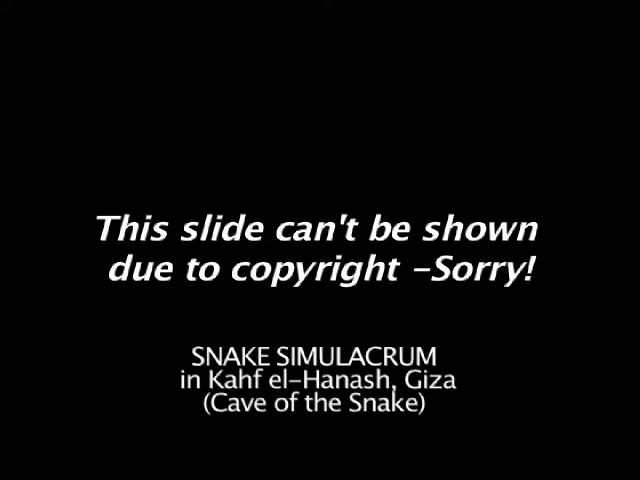 This slide can't be shown
due to copyright -Sorry!
SNAKE SIMULACRUM
in Kahf el-Hanash, Giza
(Cave of the Snake)